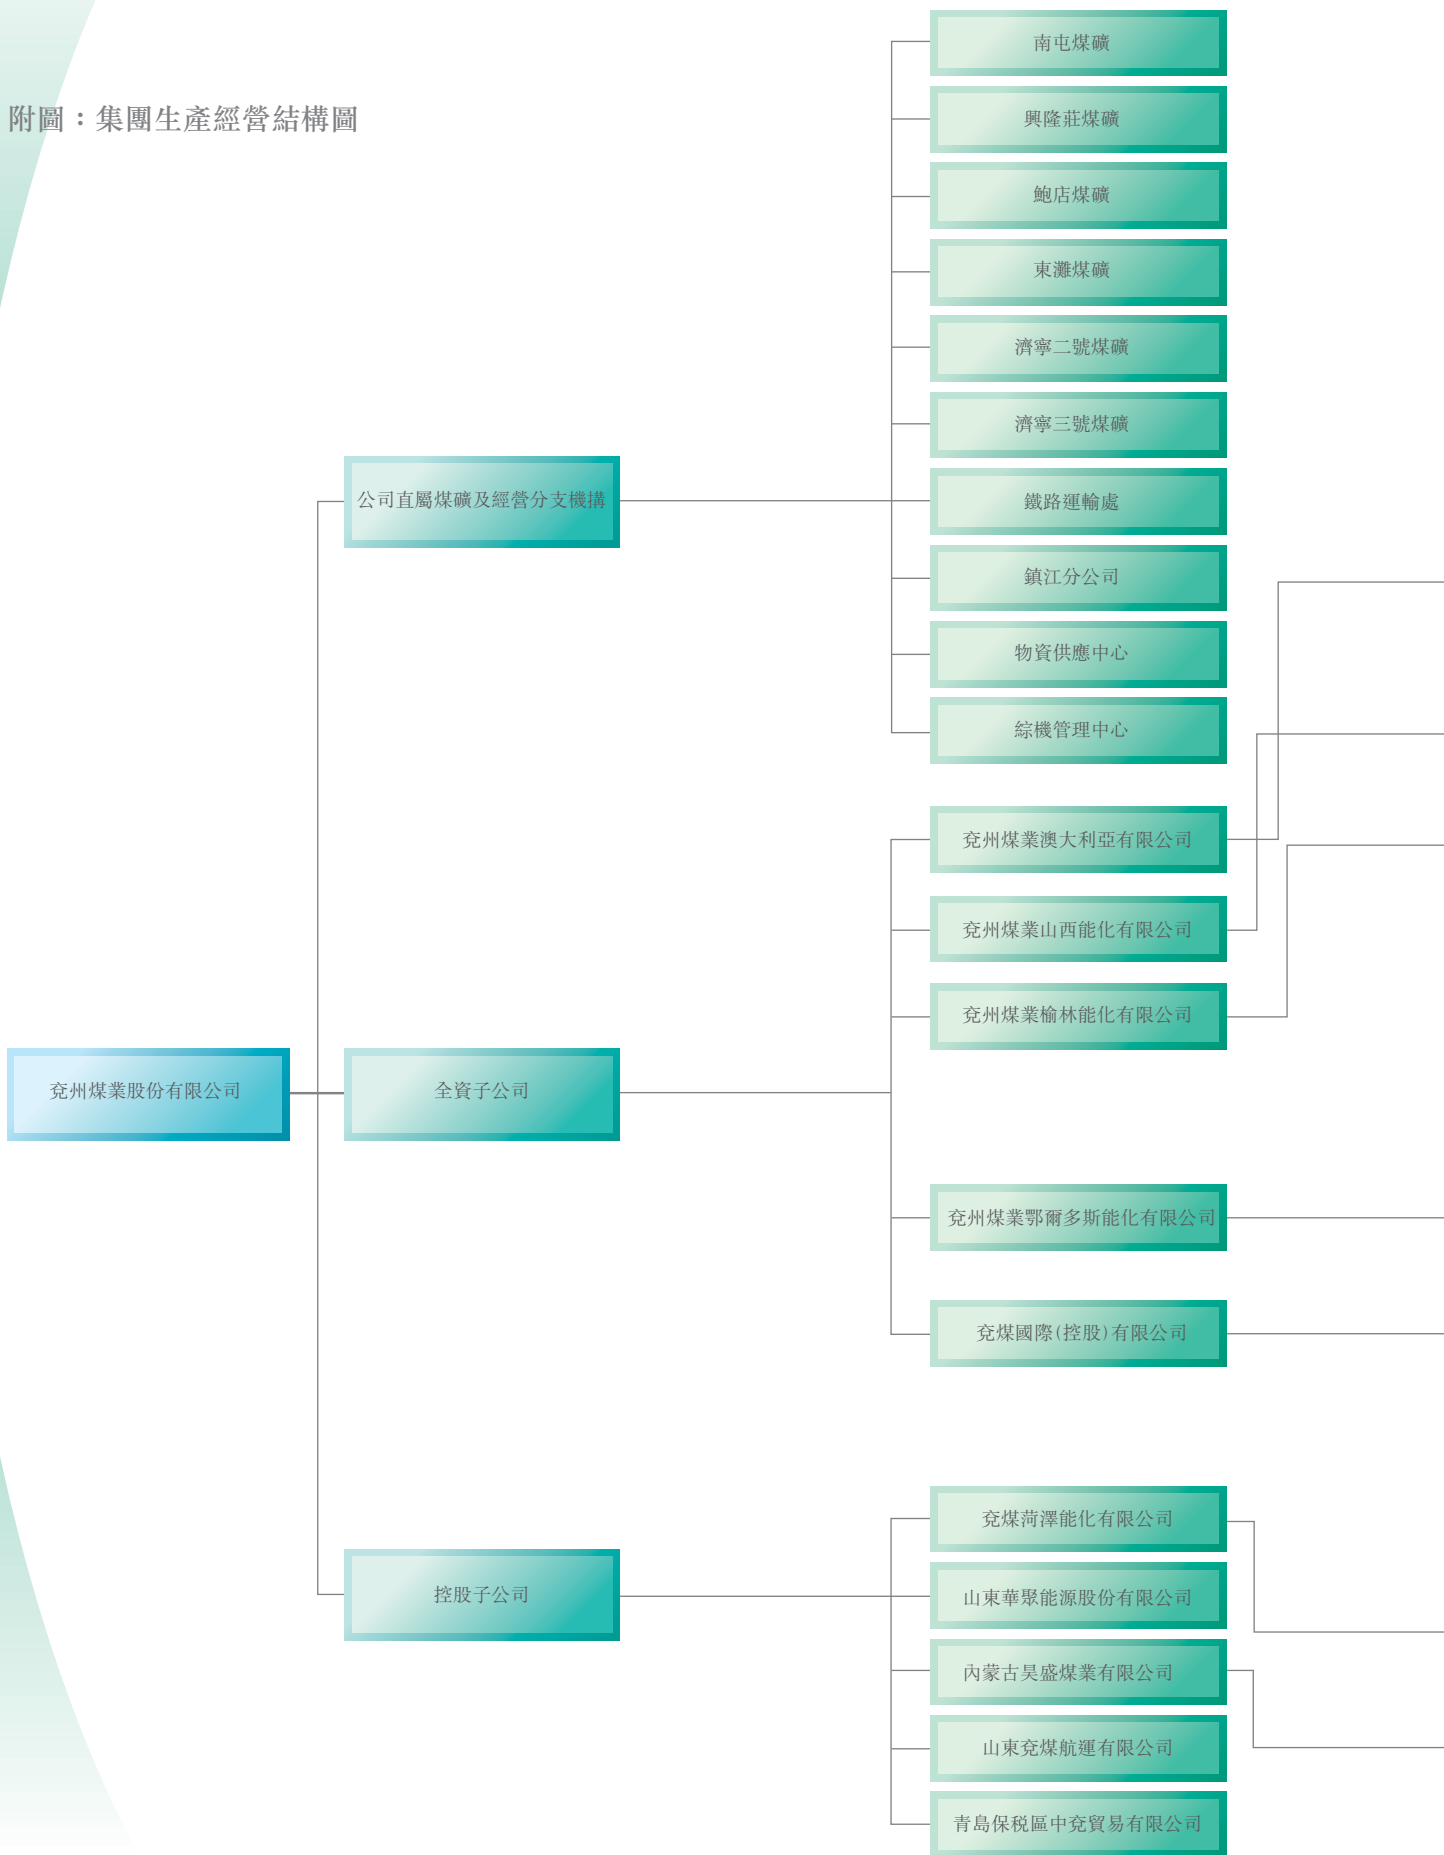 附圖：集團生產經營結構圖
兗州煤業股份有限公司
公司直屬煤礦及經營分支機搆
南屯煤礦
興隆莊煤礦
鮑店煤礦
東灘煤礦
濟寧二號煤礦
濟寧三號煤礦
鐵路運輸處
鎮江分公司
物資供應中心
綜機管理中心
全資子公司
兗州煤業澳大利亞有限公司
兗州煤業山西能化有限公司
兗州煤業榆林能化有限公司
兗州煤業鄂爾多斯能化有限公司
兗煤國際(控股)有限公司
控股子公司
兗煤菏澤能化有限公司
山東華聚能源股份有限公司
內蒙古昊盛煤業有限公司
山東兗煤航運有限公司
青島保税區中兗貿易有限公司